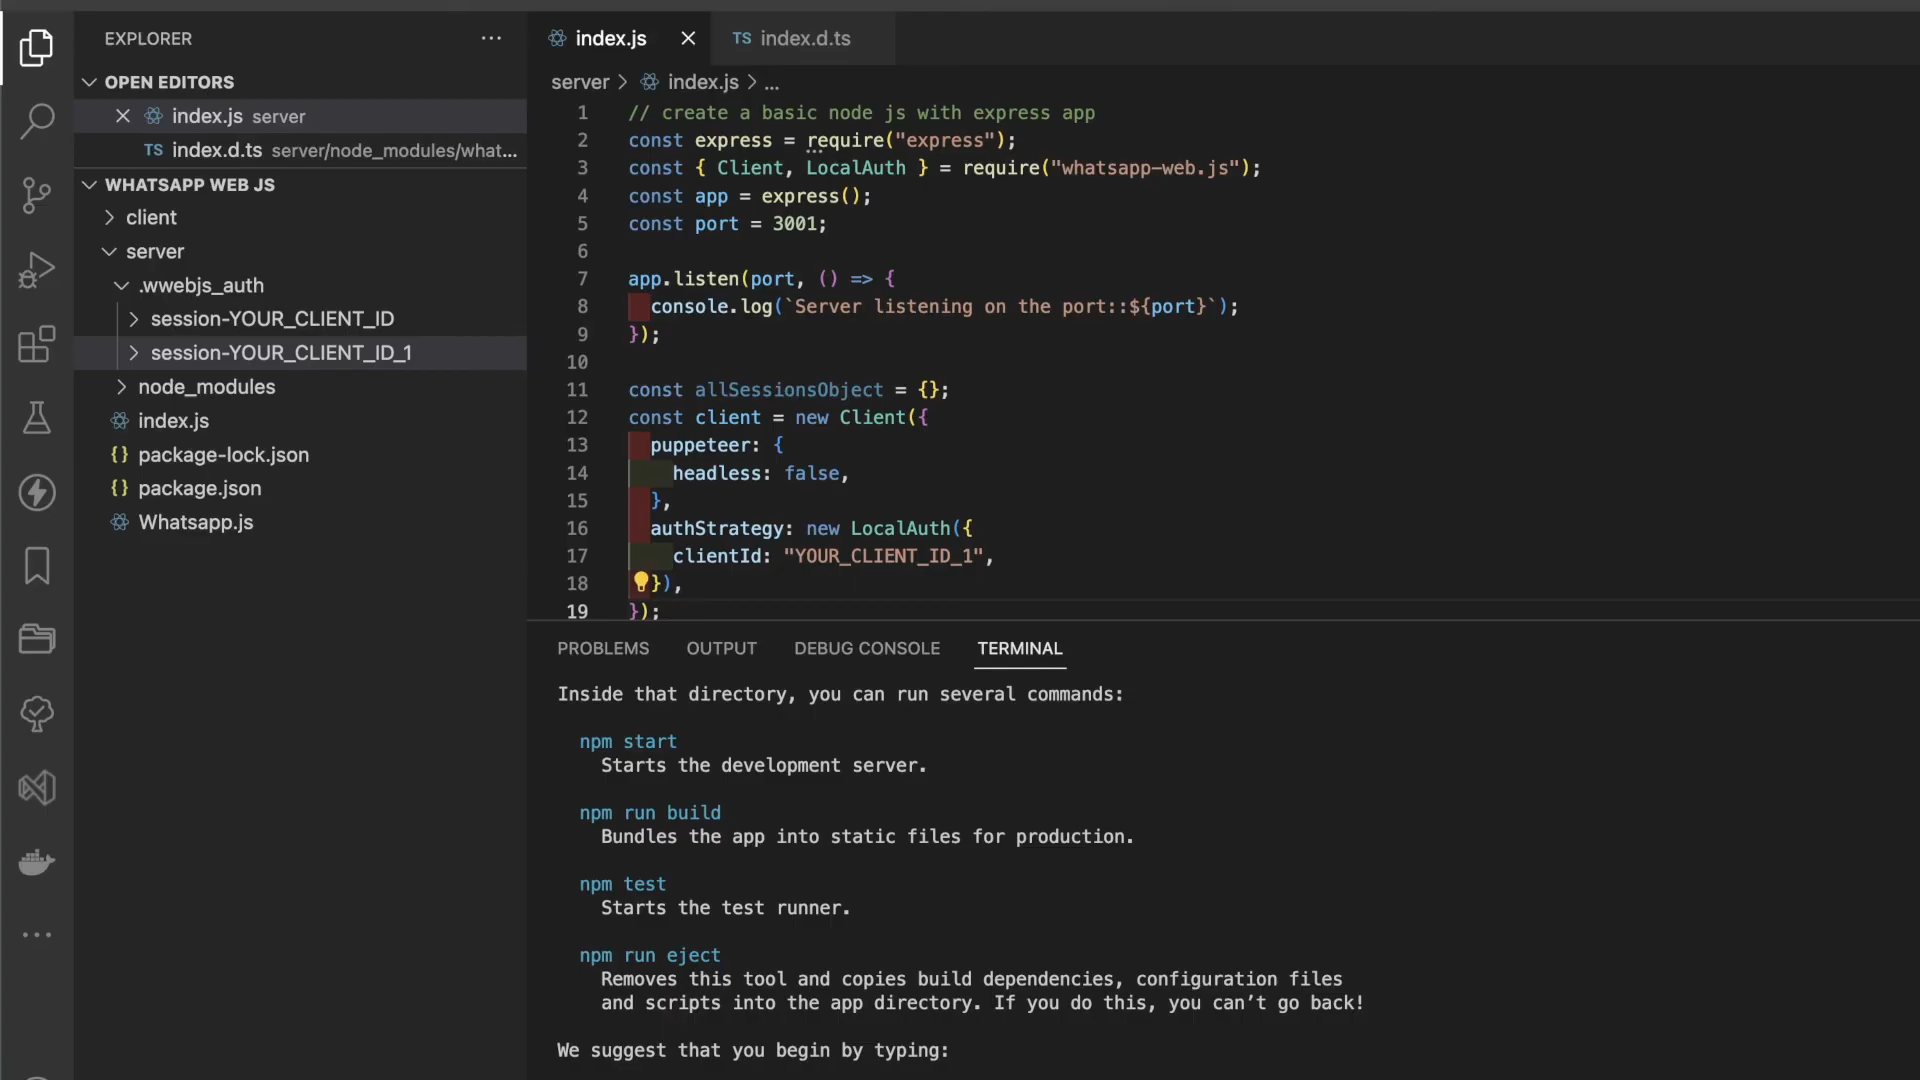 EXPLORER
OPEN EDITORS
index.js server
TS index.d.ts server/node_modules/what...
WHATSAPP WEB JS
client
server
.wwebjs_auth
session-YOUR_CLIENT_ID
session-YOUR_CLIENT_ID_1
node_modules
index.js
{} package-lock.json
{} package.json
Whatsapp.js
index.js
TS index.d.ts
server > index.js > ...
1 // create a basic node js with express app
2 const express = require("express");
3 const { Client, LocalAuth } = require("whatsapp-web.js");
4 const app = express();
5 const port = 3001;
6
7 app.listen(port, () => {
8 console.log(`Server listening on the port::${port}`);
9 });
10
11 const allSessionsObject = {};
12 const client = new Client({
13 puppeteer: {
14 headless: false,
15 },
16 authStrategy: new LocalAuth({
17 clientId: "YOUR_CLIENT_ID_1",
18 }),
19 });
PROBLEMS OUTPUT DEBUG CONSOLE TERMINAL
Inside that directory, you can run several commands:
npm start
Starts the development server.
npm run build
Bundles the app into static files for production.
npm test
Starts the test runner.
npm run eject
Removes this tool and copies build dependencies, configuration files
and scripts into the app directory. If you do this, you can’t go back!
We suggest that you begin by typing: